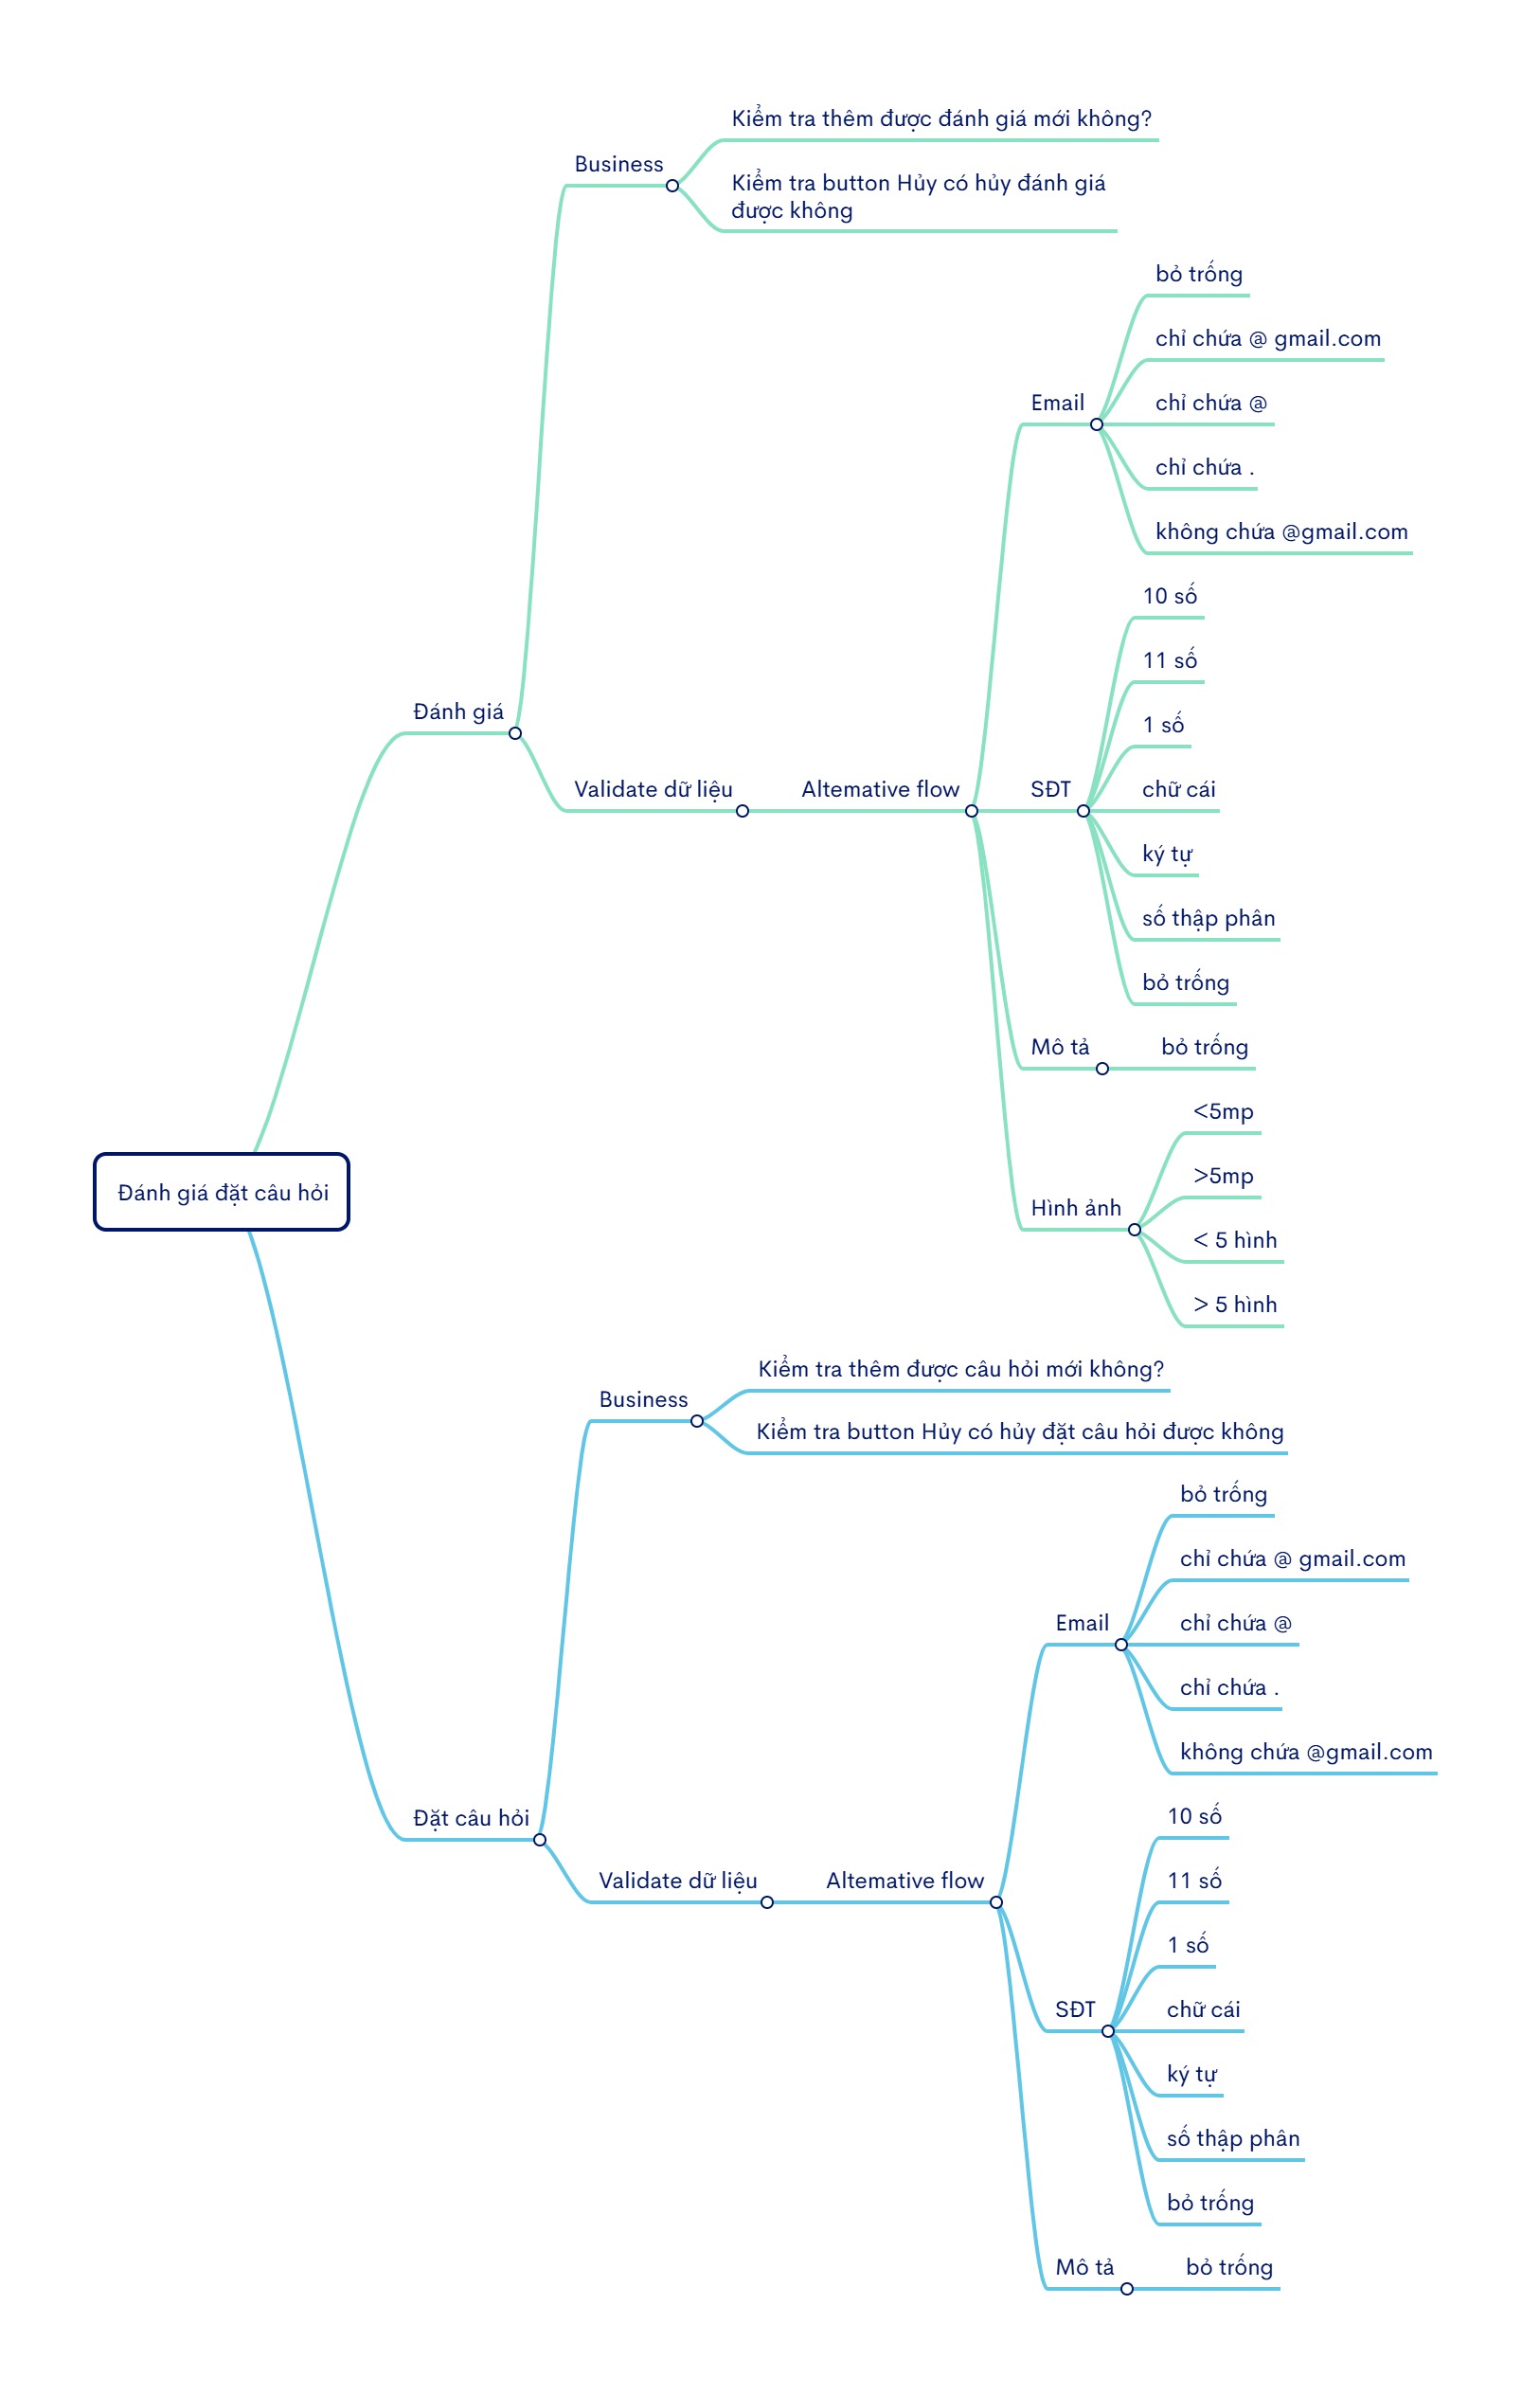 Kiểm tra thêm được đánh giá mới không?
Business
Kiểm tra button Hủy có hủy đánh giá
được không
bỏ trống
chỉ chứa @ gmail.com
Email
chỉ chứa @
chỉ chứa .
không chứa @gmail.com
10 số
11 số
Đánh giá
1 số
Validate dữ liệu
Altemative flow
SĐT
chữ cái
ký tự
số thập phân
bỏ trống
Mô tả
bỏ trống
<5mp
>5mp
Đánh giá đặt câu hỏi
Hình ảnh
< 5 hình
> 5 hình
Kiểm tra thêm được câu hỏi mới không?
Business
Kiểm tra button Hủy có hủy đặt câu hỏi được không
bỏ trống
chỉ chứa @ gmail.com
Email
chỉ chứa @
chỉ chứa .
không chứa @gmail.com
10 số
Đặt câu hỏi
Validate dữ liệu
Altemative flow
11 số
1 số
SĐT
chữ cái
ký tự
số thập phân
bỏ trống
Mô tả
bỏ trống